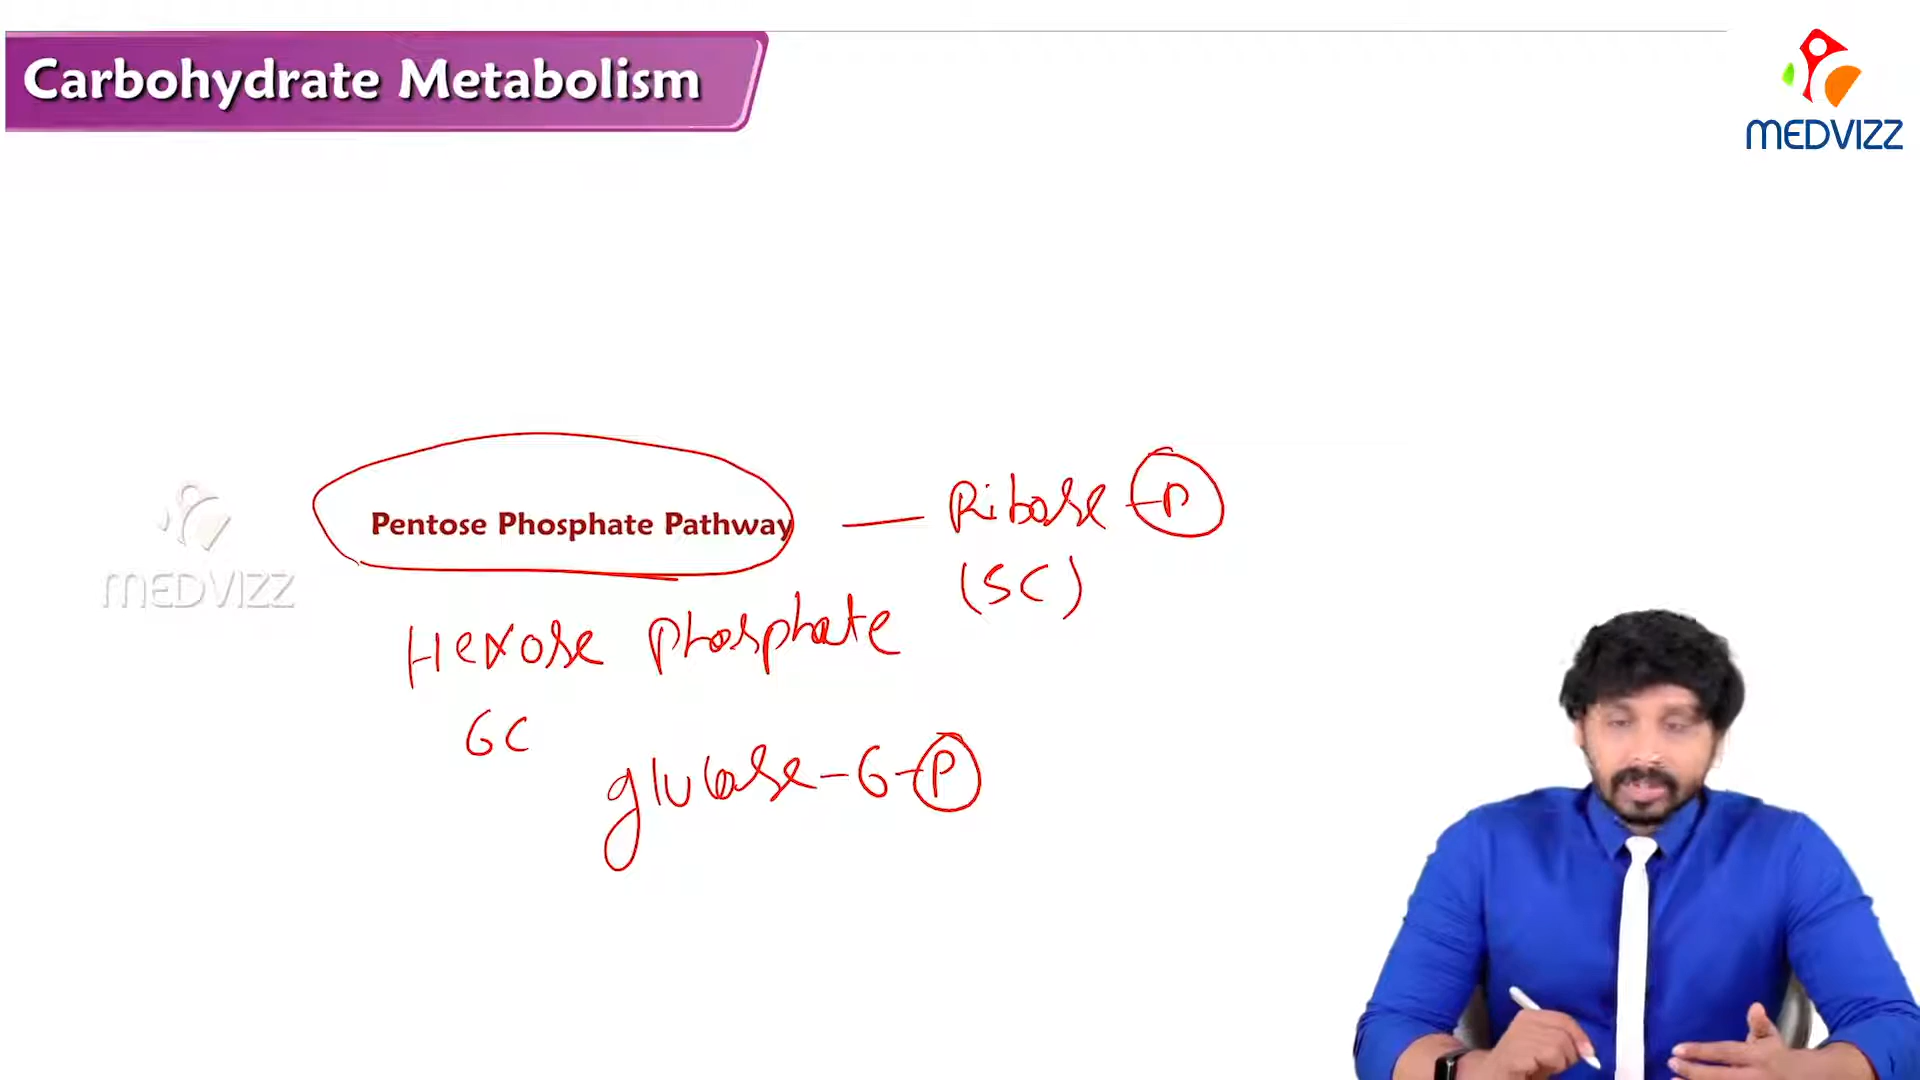 Carbohydrate Metabolism
MEDVIZZ
Pentose Phosphate Pathway — Ribose - P
(5C)
MEDVIZZ
Hexose Phosphate
6C
glucose - 6 - P